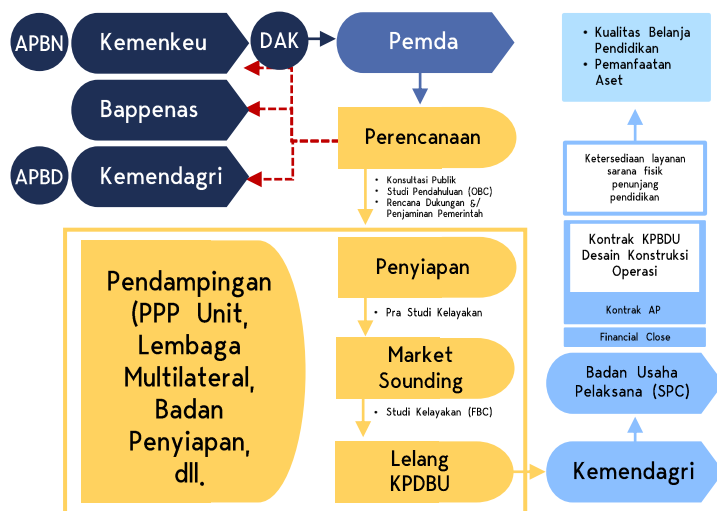 APBN
Kemenkeu
DAK
Pemda
Bappenas
APBD
Kemendagri
Perencanaan
• Konsultasi Publik
• Studi Pendahuluan (OBC)
• Rencana Dukungan &/
Penjaminan Pemerintah
Pendampingan
(PPP Unit,
Lembaga
Multilateral,
Badan
Penyiapan,
dll.
Penyiapan
• Pra Studi Kelayakan
Market
Sounding
• Studi Kelayakan (FBC)
Lelang
KPDBU
Kemendagri
Badan Usaha
Pelaksana (SPC)
Financial Close
Kontrak AP
Kontrak KPBDU
Desain Konstruksi
Operasi
Ketersediaan layanan
sarana fisik
penunjang
pendidikan
• Kualitas Belanja
Pendidikan
• Pemanfaatan
Aset